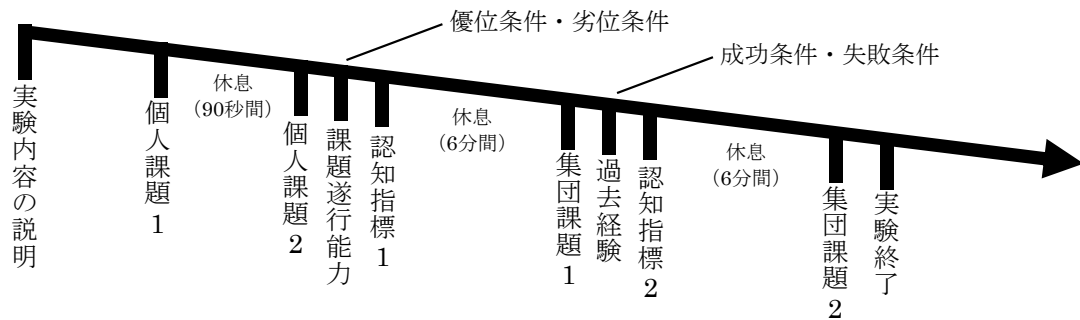 優位条件・劣位条件
成功条件・失敗条件
実験内容の説明
個人課題1
休息
(90秒間)
個人課題2
課題遂行能力
認知指標1
休息
(6分間)
集団課題1
過去経験
認知指標2
休息
(6分間)
集団課題2
実験終了